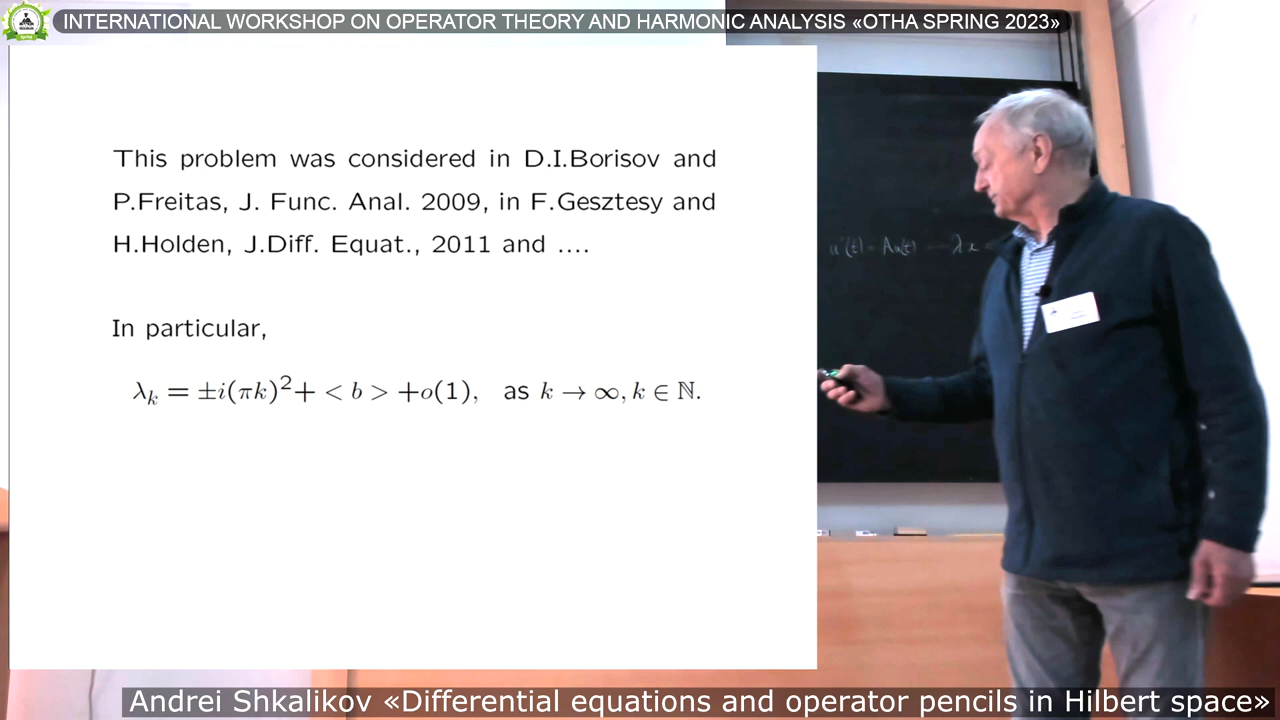 INTERNATIONAL WORKSHOP ON OPERATOR THEORY AND HARMONIC ANALYSIS «OTHA SPRING 2023»
This problem was considered in D.I.Borisov and
P.Freitas, J. Func. Anal. 2009, in F.Gesztesy and
H.Holden, J.Diff. Equat., 2011 and ....
In particular,
λ_k = ±i(πk)^2+ < b > +o(1), as k → ∞, k ∈ ℕ.
u'(t) = Au(t) — λx
Andrei Shkalikov «Differential equations and operator pencils in Hilbert space»